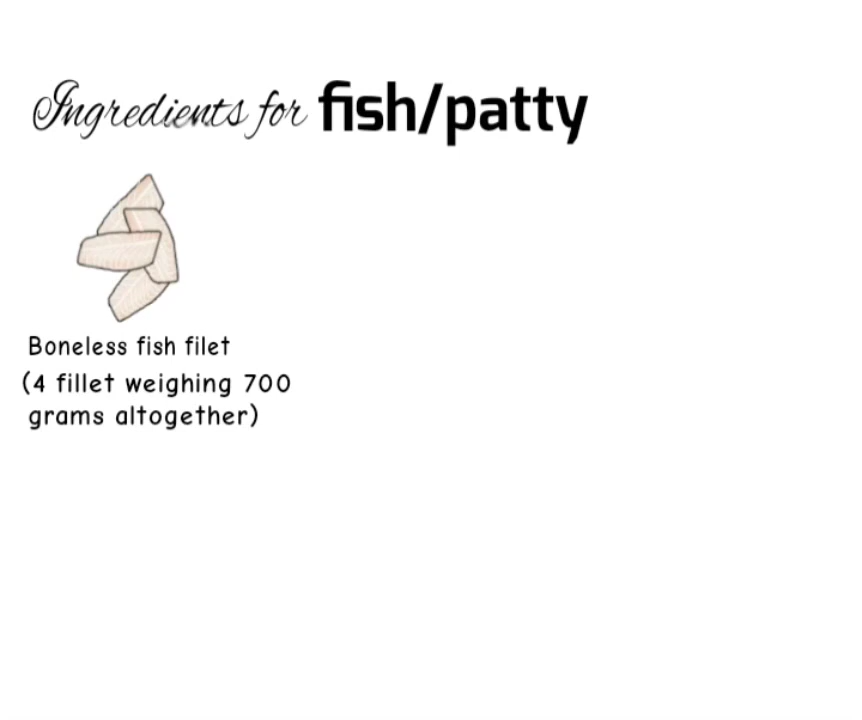 Ingredients for fish/patty
Boneless fish filet
(4 fillet weighing 700
grams altogether)